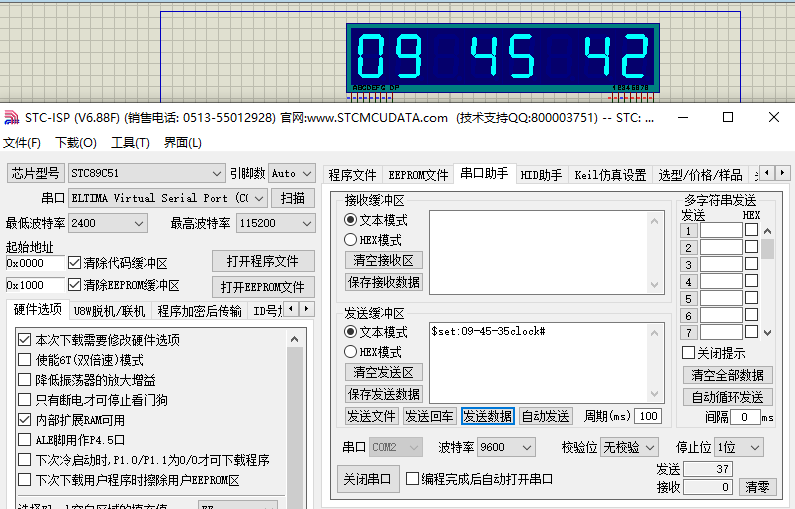 09 45 42
ABCDEFG DP
12345678
STC-ISP (V6.88F) (销售电话: 0513-55012928) 官网:www.STCMCUDATA.com (技术支持QQ:800003751) -- STC: ...
文件(F) 下载(O) 工具(T) 界面(L)
芯片型号 STC89C51 引脚数 Auto
串口 ELTIMA Virtual Serial Port (CO 扫描
最低波特率 2400 最高波特率 115200
起始地址
0x0000 清除代码缓冲区 打开程序文件
0x1000 清除EEPROM缓冲区 打开EEPROM文件
硬件选项 U8W脱机/联机 程序加密后传输 ID号
本次下载需要修改硬件选项
使能6T(双倍速)模式
降低振荡器的放大增益
只有断电才可停止看门狗
内部扩展RAM可用
ALE脚用作P4.5口
下次冷启动时,P1.0/P1.1为0/0才可下载程序
下次下载用户程序时擦除用户EEPROM区
选择Flash空白区域的填充值 FF
程序文件 EEPROM文件 串口助手 HID助手 Keil仿真设置 选型/价格/样品
接收缓冲区
文本模式
HEX模式
清空接收区
保存接收数据
发送缓冲区
文本模式 $set:09-45-35clock#
HEX模式
清空发送区
保存发送数据
发送文件 发送回车 发送数据 自动发送 周期(ms) 100
多字符串发送
发送 HEX
1
2
3
4
5
6
7
关闭提示
清空全部数据
自动循环发送
间隔 0 ms
串口 COM2 波特率 9600 校验位 无校验 停止位 1位
关闭串口 编程完成后自动打开串口
发送 37
接收 0 清零